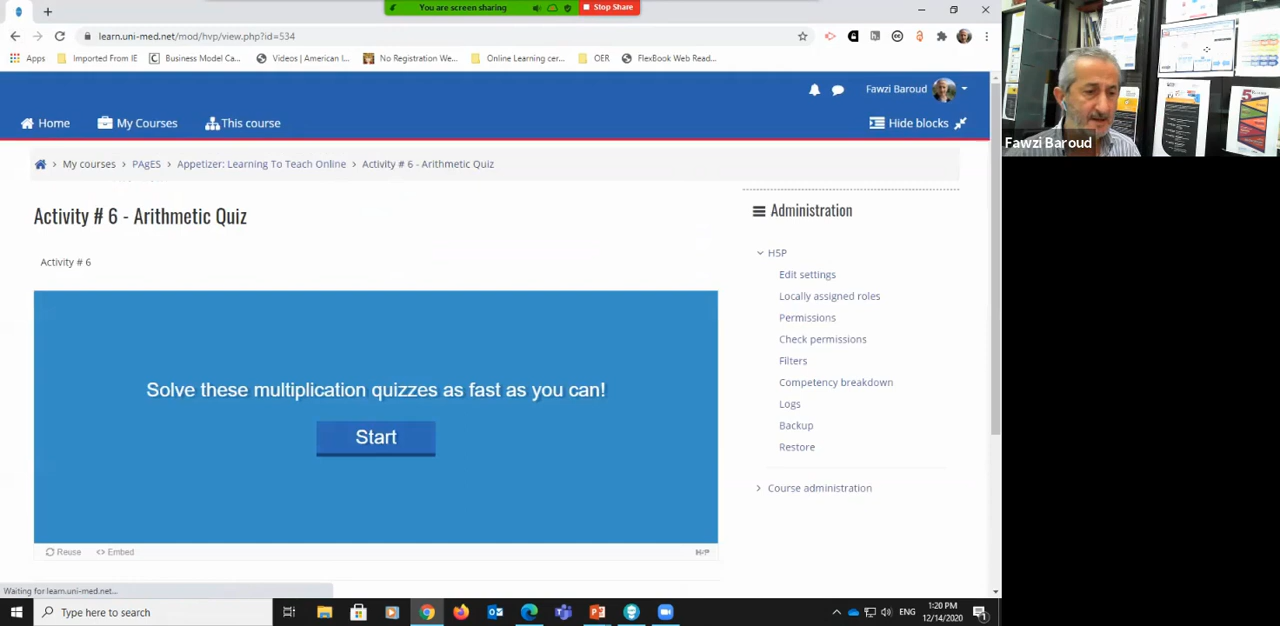 You are screen sharing
Stop Share
learn.uni-med.net/mod/hvp/view.php?id=534
Apps
Imported From IE
Business Model Ca...
Videos | American I...
No Registration We...
Online Learning cer...
OER
FlexBook Web Read...
Fawzi Baroud
Home
My Courses
This course
Hide blocks
My courses > PAgES > Appetizer: Learning To Teach Online > Activity # 6 - Arithmetic Quiz
Activity # 6 - Arithmetic Quiz
Activity # 6
Solve these multiplication quizzes as fast as you can!
Start
Reuse
Embed
H5P
Administration
H5P
Edit settings
Locally assigned roles
Permissions
Check permissions
Filters
Competency breakdown
Logs
Backup
Restore
Course administration
Waiting for learn.uni-med.net...
Type here to search
ENG
1:20 PM
12/14/2020
Fawzi Baroud